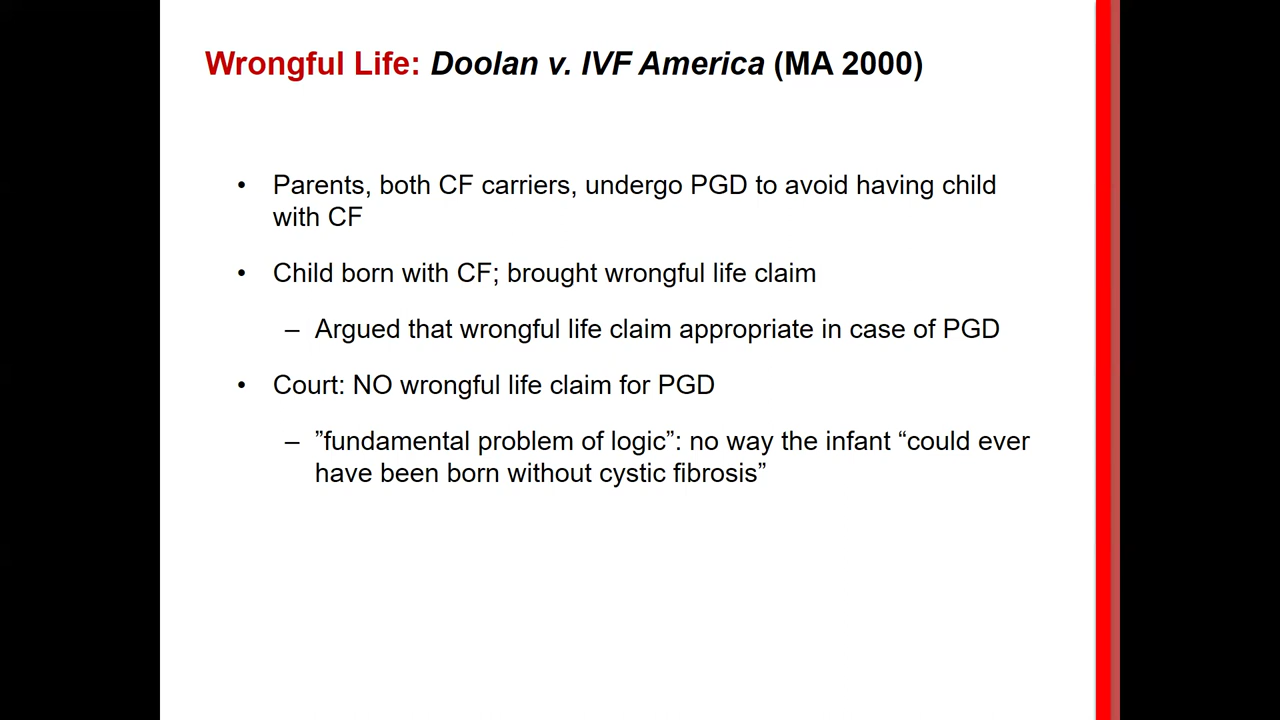 Wrongful Life: Doolan v. IVF America (MA 2000)
• Parents, both CF carriers, undergo PGD to avoid having child
with CF
• Child born with CF; brought wrongful life claim
– Argued that wrongful life claim appropriate in case of PGD
• Court: NO wrongful life claim for PGD
– ”fundamental problem of logic”: no way the infant “could ever
have been born without cystic fibrosis”